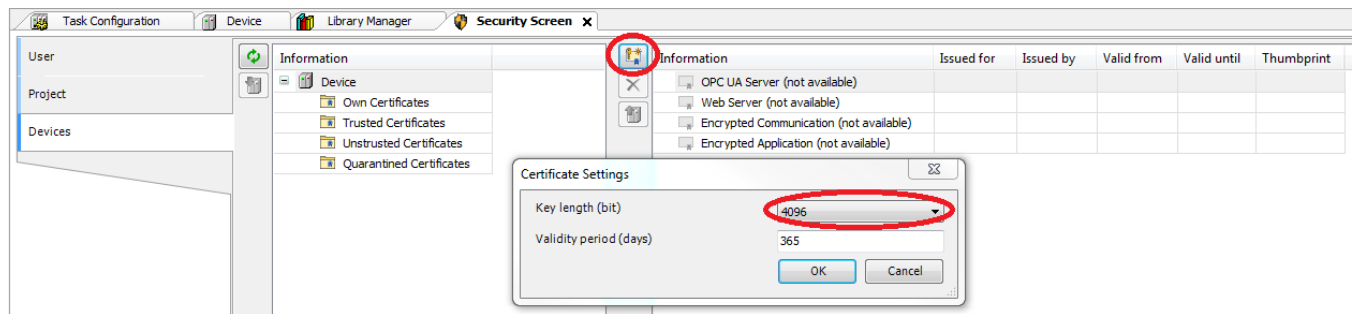 Task Configuration Device Library Manager Security Screen x
User
Project
Devices
Information
Device
Own Certificates
Trusted Certificates
Unstrusted Certificates
Quarantined Certificates
Information Issued for Issued by Valid from Valid until Thumbprint
OPC UA Server (not available)
Web Server (not available)
Encrypted Communication (not available)
Encrypted Application (not available)
Certificate Settings
Key length (bit) 4096
Validity period (days) 365
OK Cancel